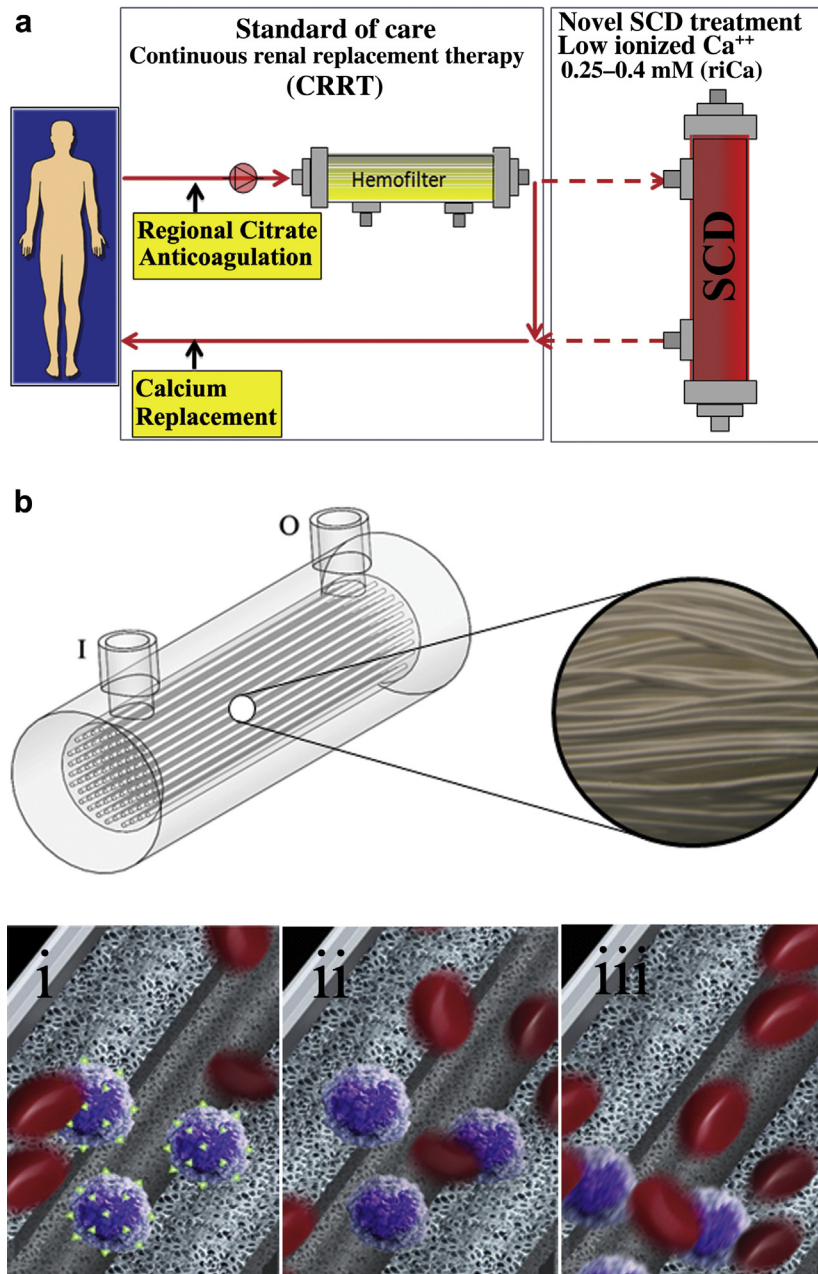 a
Standard of care
Continuous renal replacement therapy
(CRRT)
Novel SCD treatment
Low ionized Ca++
0.25–0.4 mM (riCa)
Hemofilter
Regional Citrate
Anticoagulation
SCD
Calcium
Replacement
b
O
I
i
ii
iii